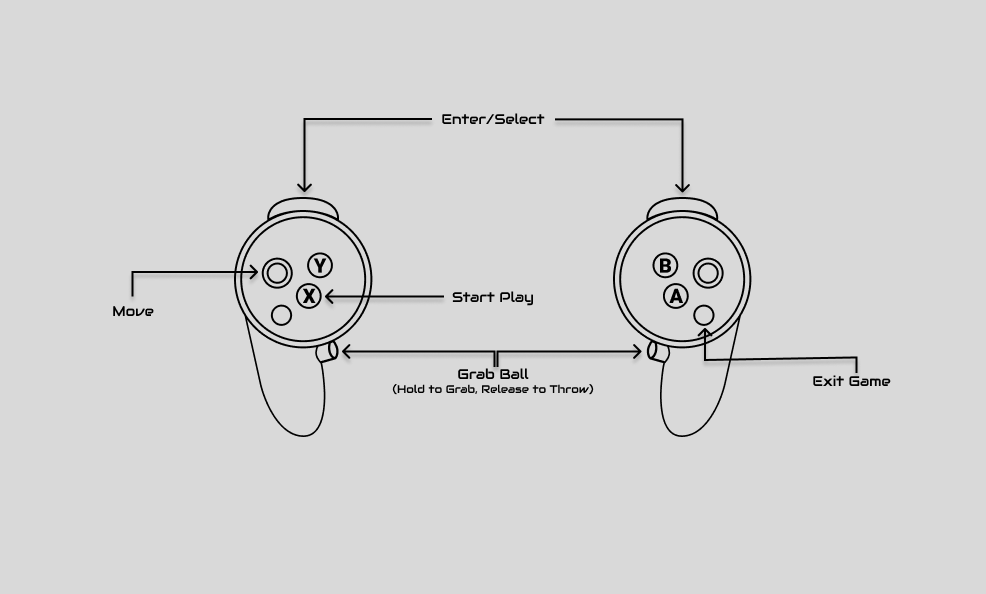 Enter/Select
Y
B
X
A
Start Play
Move
Grab Ball
(Hold to Grab, Release to Throw)
Exit Game